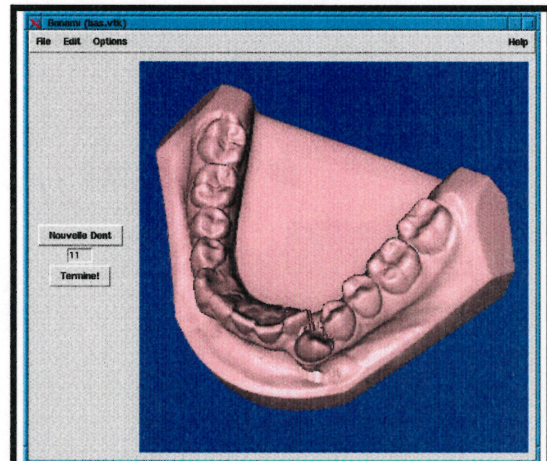 Bonami (bas.vtk)
File Edit Options Help
Nouvelle Dent
11
Termine!